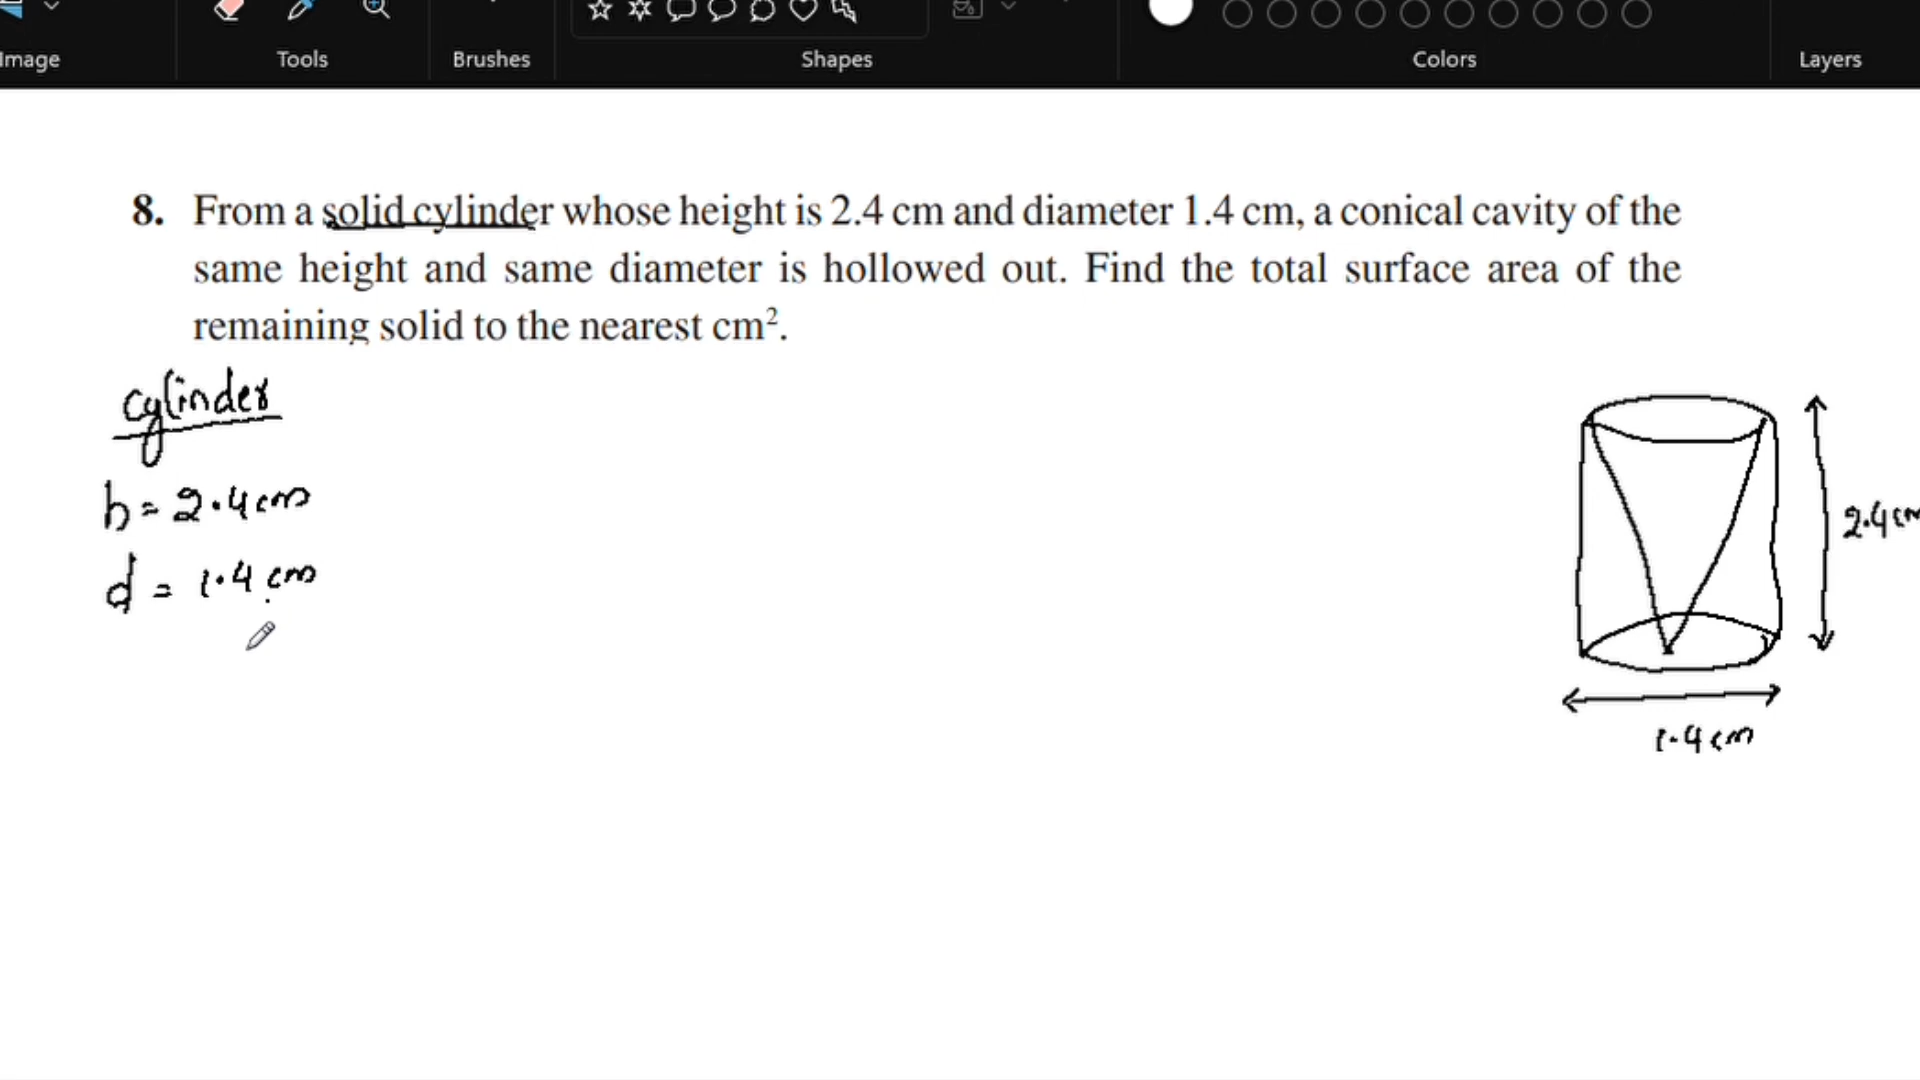 Image
Tools
Brushes
Shapes
Colors
Layers
8. From a solid cylinder whose height is 2.4 cm and diameter 1.4 cm, a conical cavity of the
same height and same diameter is hollowed out. Find the total surface area of the
remaining solid to the nearest cm².
cylinder
h = 2.4 cm
d = 1.4 cm
2.4 cm
1.4 cm